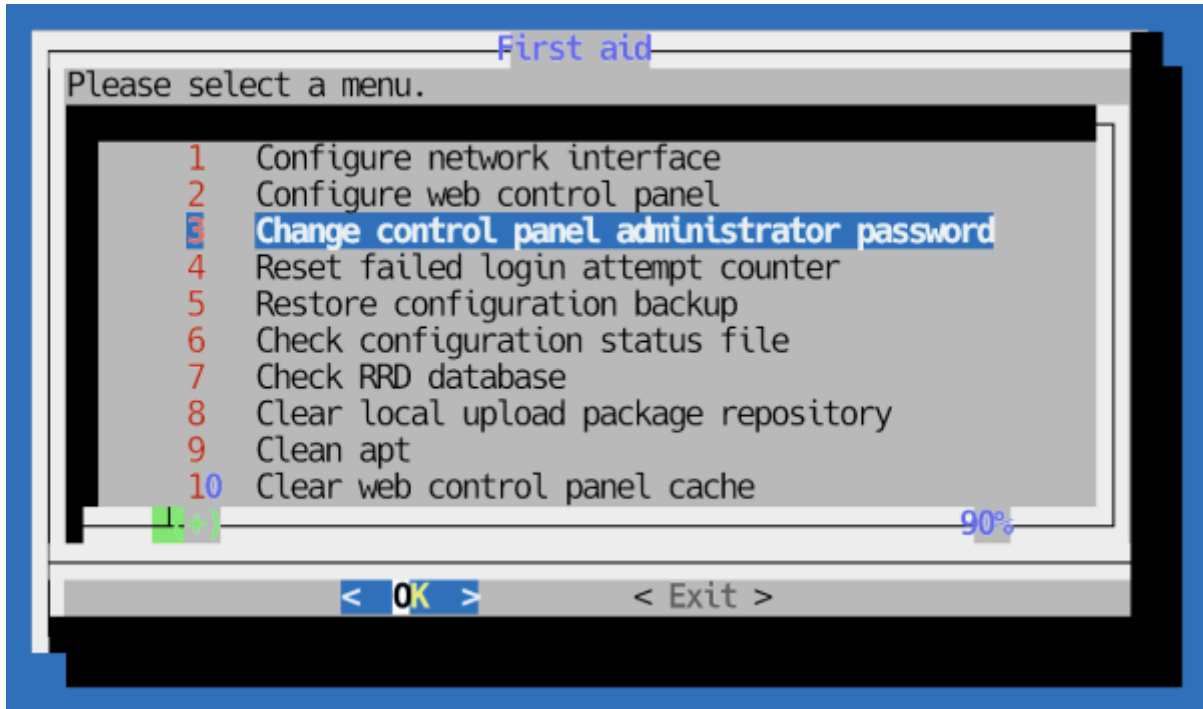 First aid
Please select a menu.
1 Configure network interface
2 Configure web control panel
3 Change control panel administrator password
4 Reset failed login attempt counter
5 Restore configuration backup
6 Check configuration status file
7 Check RRD database
8 Clear local upload package repository
9 Clean apt
10 Clear web control panel cache
(+) 90%
< OK > < Exit >